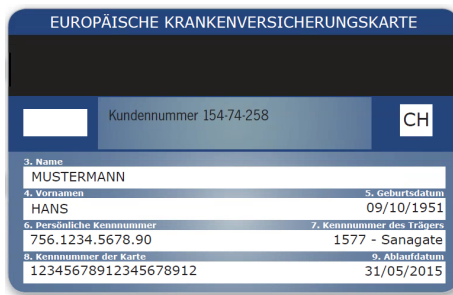 EUROPÄISCHE KRANKENVERSICHERUNGSKARTE
Kundennummer 154-74-258
CH
3. Name
MUSTERMANN
4. Vornamen 5. Geburtsdatum
HANS 09/10/1951
6. Persönliche Kennnummer 7. Kennnummer des Trägers
756.1234.5678.90 1577 - Sanagate
8. Kennnummer der Karte 9. Ablaufdatum
12345678912345678912 31/05/2015